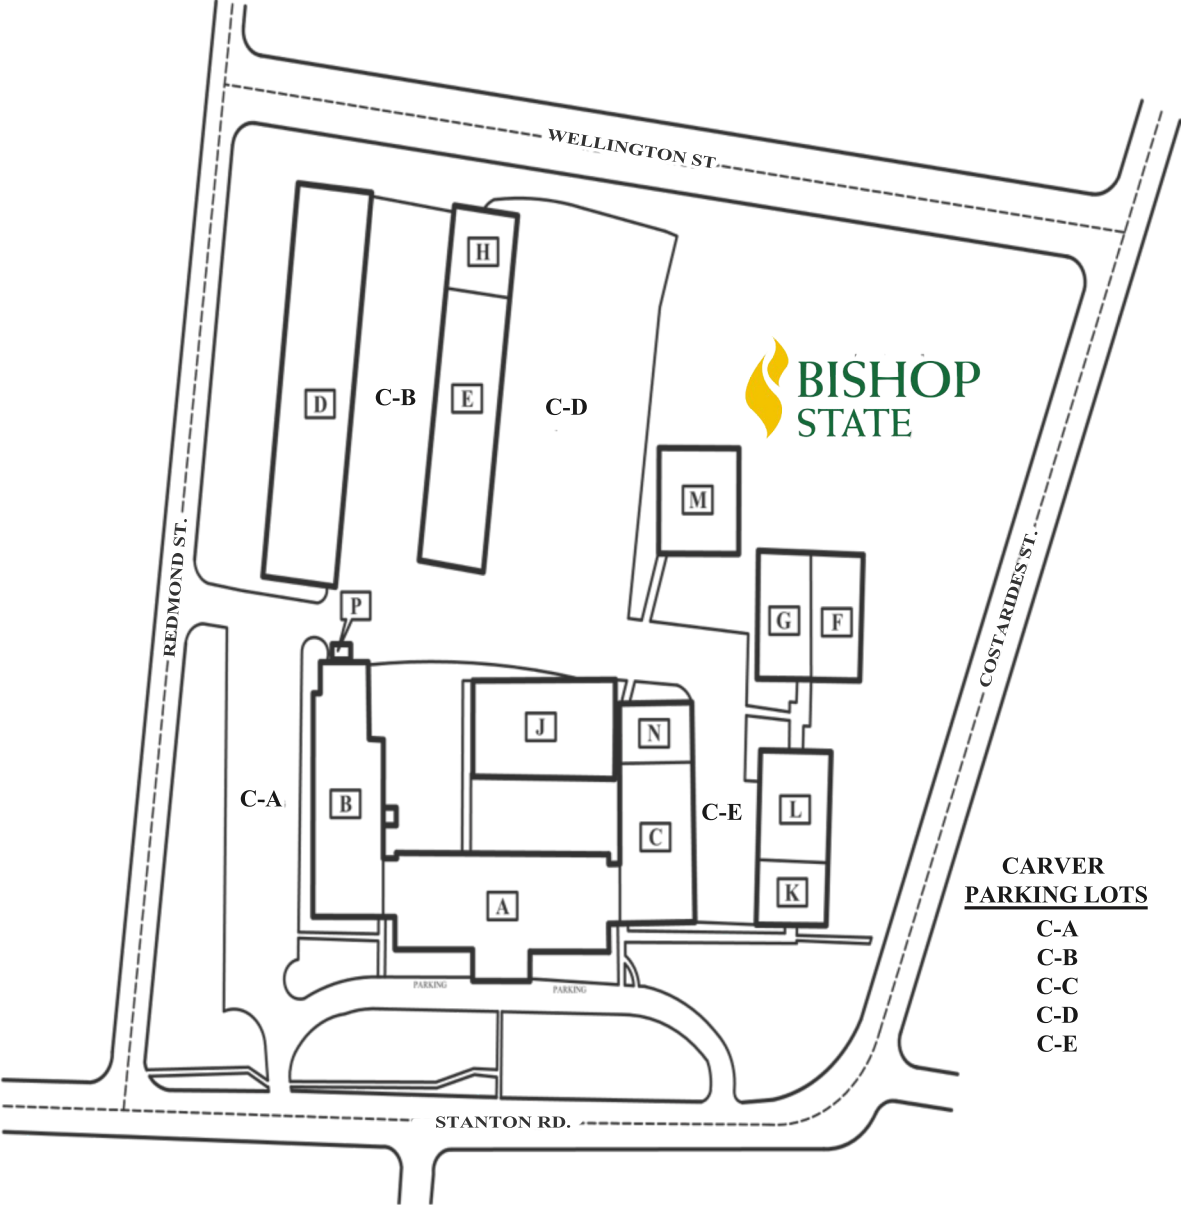 WELLINGTON ST.
H
D
C-B
E
C-D
BISHOP
STATE
M
REDMOND ST.
COSTARIDES ST.
P
G
F
J
N
C-A
B
C-E
L
C
K
A
CARVER
PARKING LOTS
C-A
C-B
C-C
C-D
C-E
PARKING
PARKING
STANTON RD.